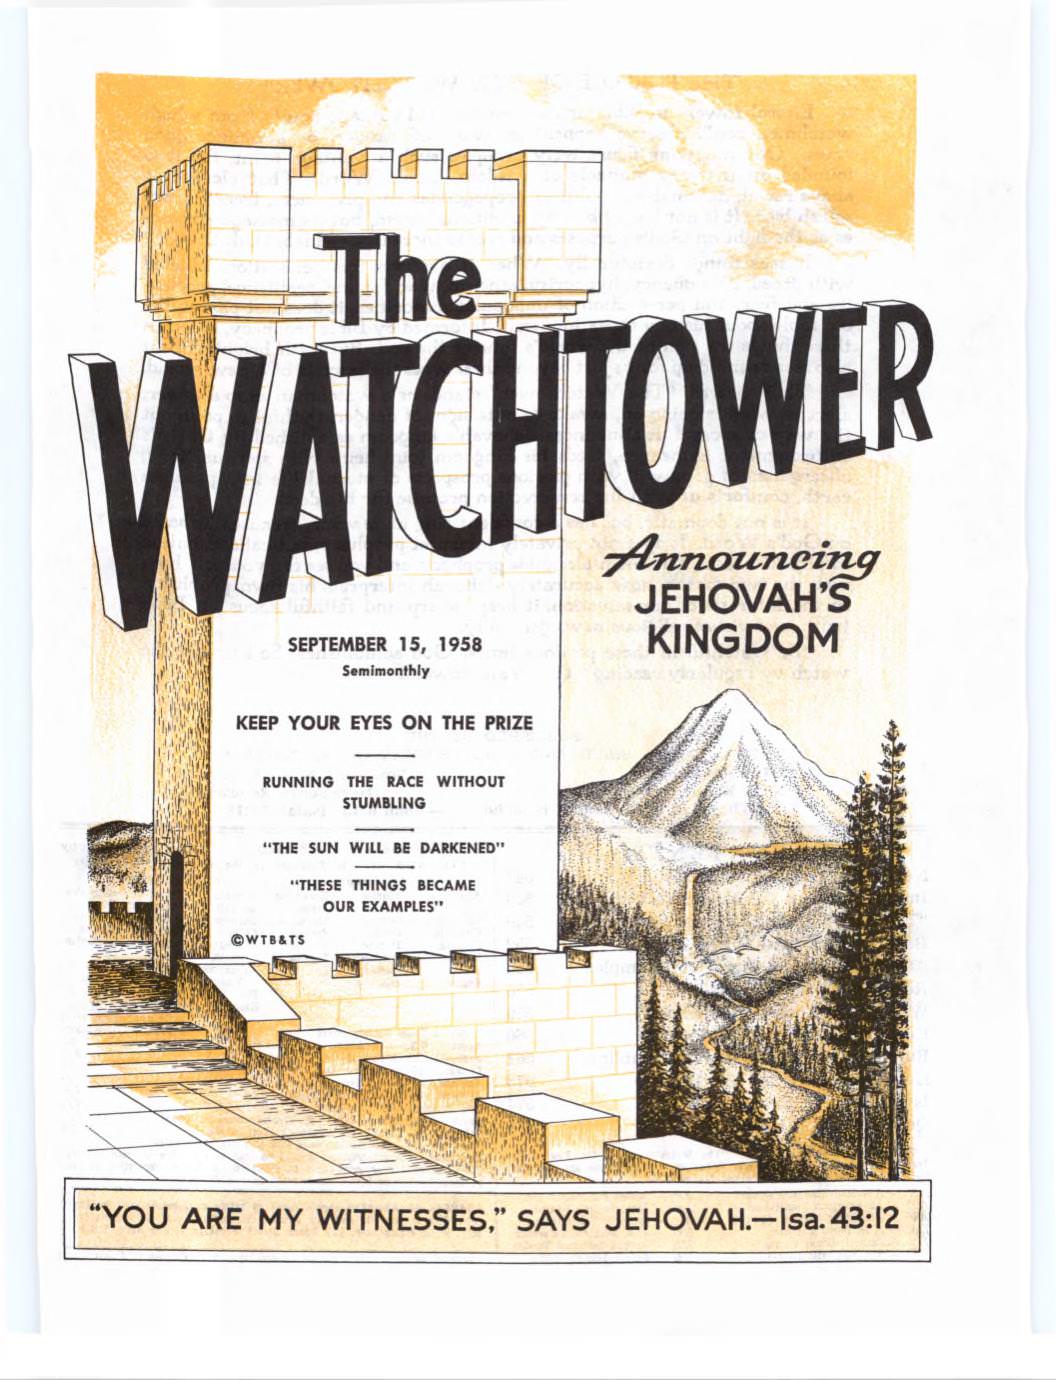 The
WATCHTOWER
Announcing
JEHOVAH'S
KINGDOM
SEPTEMBER 15, 1958
Semimonthly
KEEP YOUR EYES ON THE PRIZE
RUNNING THE RACE WITHOUT
STUMBLING
"THE SUN WILL BE DARKENED"
"THESE THINGS BECAME
OUR EXAMPLES"
©WTB&TS
"YOU ARE MY WITNESSES," SAYS JEHOVAH.—Isa. 43:12